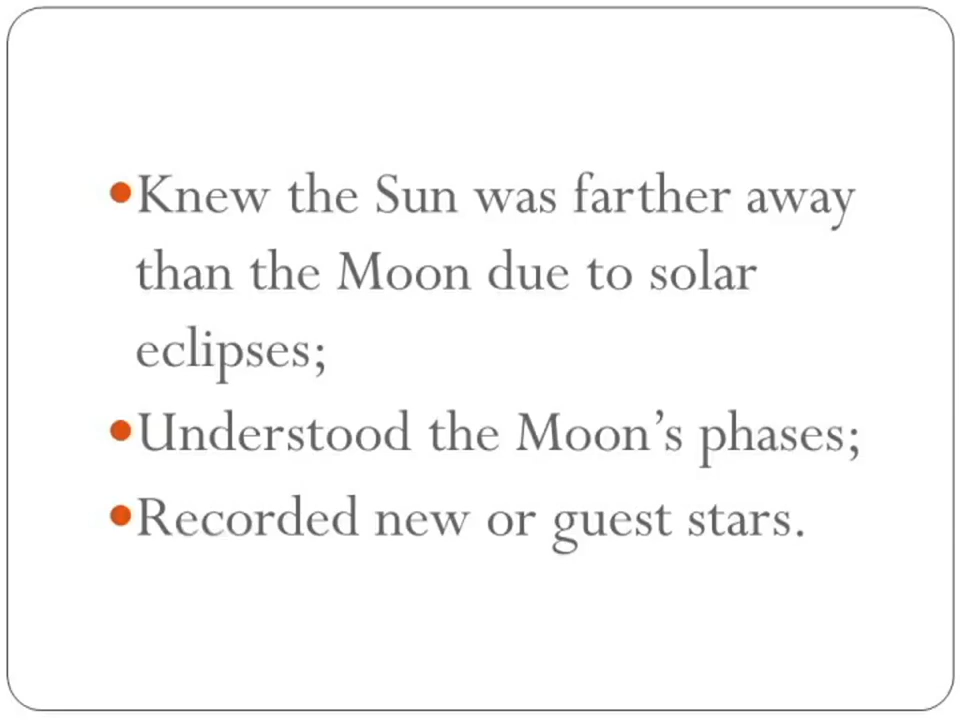 •Knew the Sun was farther away
than the Moon due to solar
eclipses;
•Understood the Moon’s phases;
•Recorded new or guest stars.